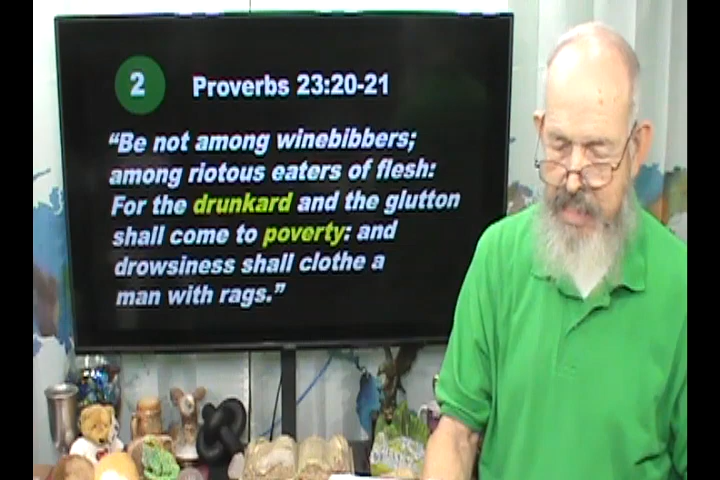 2
Proverbs 23:20-21
“Be not among winebibbers;
among riotous eaters of flesh:
For the drunkard and the glutton
shall come to poverty: and
drowsiness shall clothe a
man with rags.”